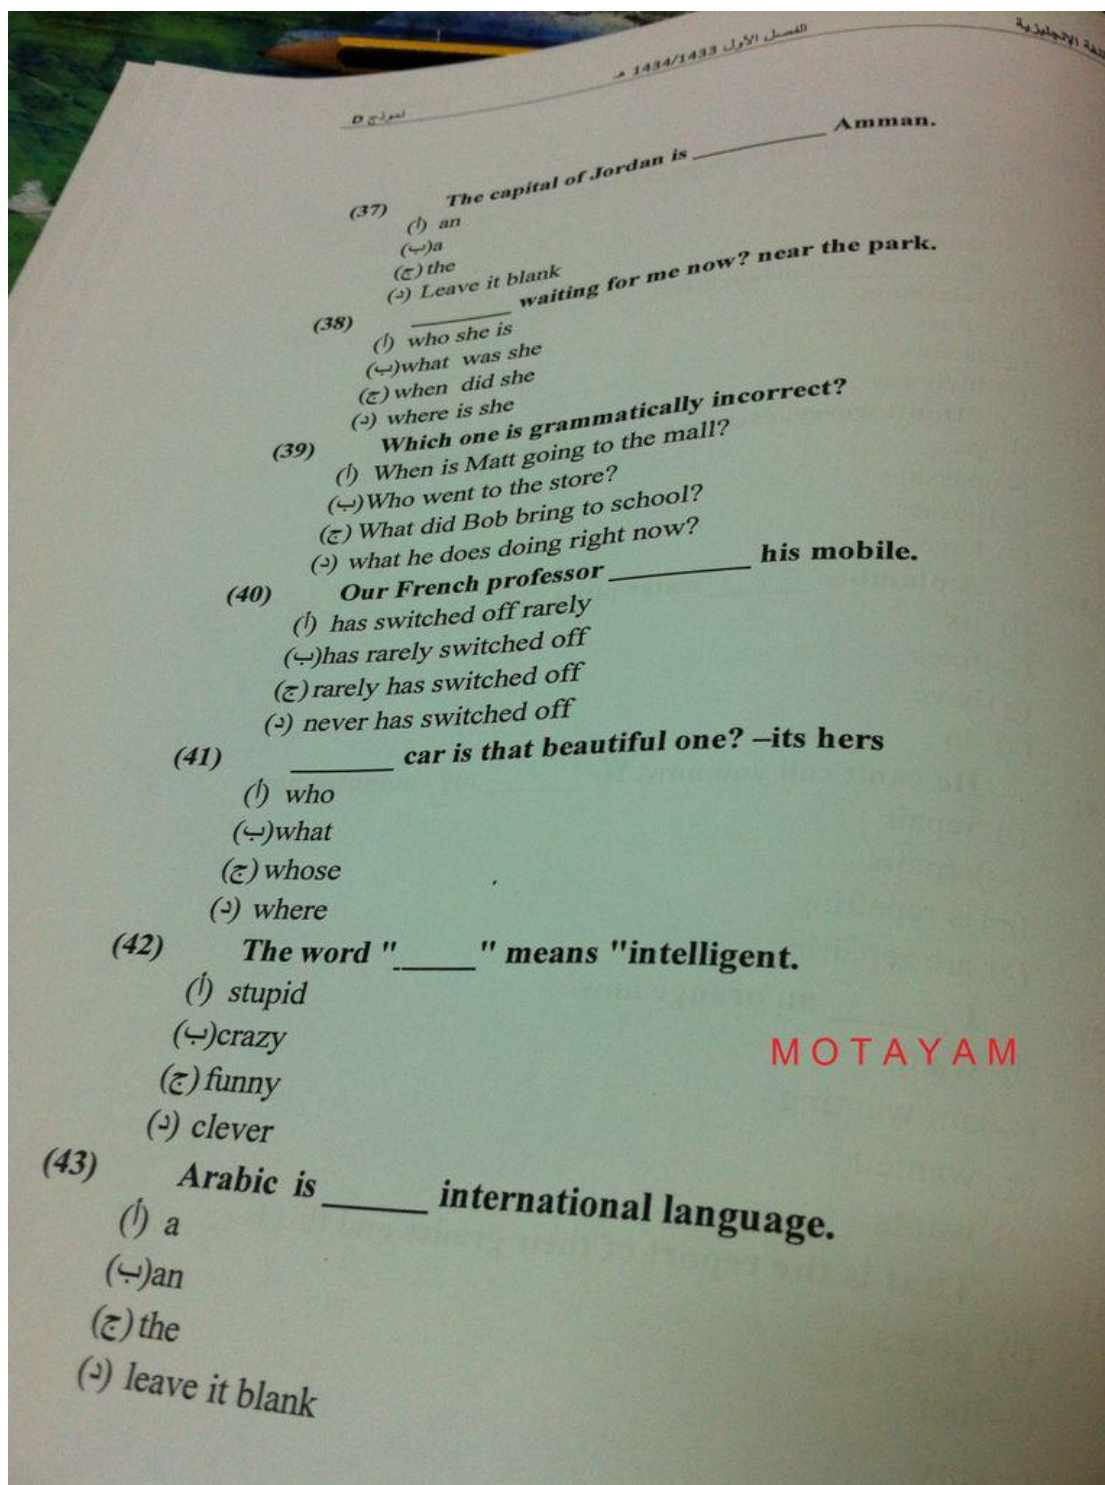 اللغة الإنجليزية
الفصل الأول 1434/1433 هـ
نموذج D
(37) The capital of Jordan is __________ Amman.
(أ) an
(ب)a
(ج) the
(د) Leave it blank
(38) ________ waiting for me now? near the park.
(أ) who she is
(ب)what was she
(ج) when did she
(د) where is she
(39) Which one is grammatically incorrect?
(أ) When is Matt going to the mall?
(ب)Who went to the store?
(ج) What did Bob bring to school?
(د) what he does doing right now?
(40) Our French professor __________ his mobile.
(أ) has switched off rarely
(ب)has rarely switched off
(ج) rarely has switched off
(د) never has switched off
(41) _______ car is that beautiful one? –its hers
(أ) who
(ب)what
(ج) whose
(د) where
(42) The word "_____" means "intelligent.
(أ) stupid
(ب)crazy
(ج) funny
(د) clever
MOTAYAM
(43) Arabic is ______ international language.
(أ) a
(ب)an
(ج) the
(د) leave it blank